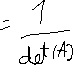 = 1 / det(A)